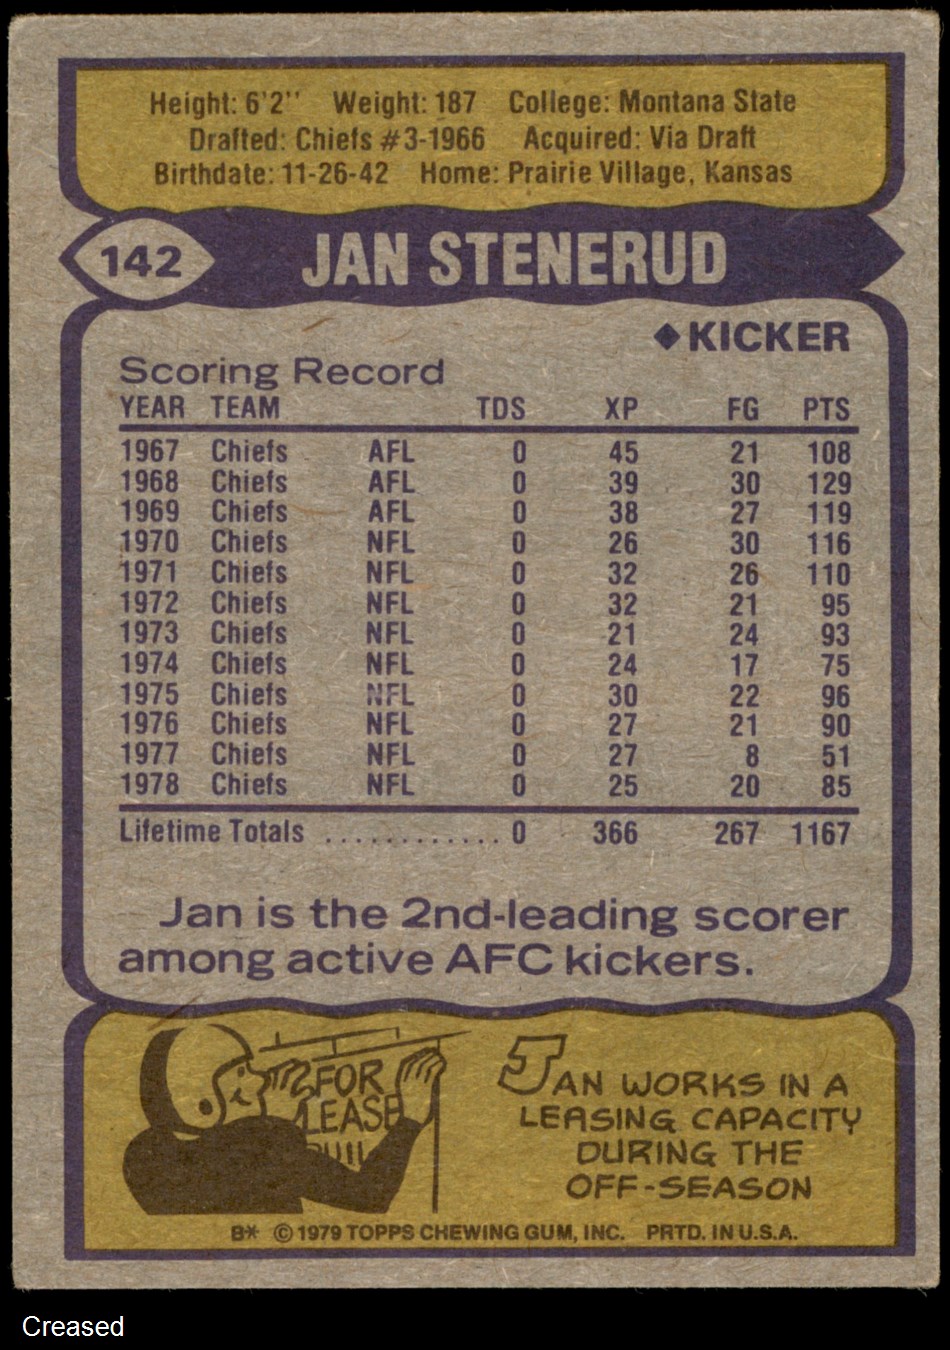 Height: 6'2'' Weight: 187 College: Montana State
Drafted: Chiefs #3-1966 Acquired: Via Draft
Birthdate: 11-26-42 Home: Prairie Village, Kansas
142 JAN STENERUD
◆KICKER
Scoring Record
YEAR TEAM TDS XP FG PTS
1967 Chiefs AFL 0 45 21 108
1968 Chiefs AFL 0 39 30 129
1969 Chiefs AFL 0 38 27 119
1970 Chiefs NFL 0 26 30 116
1971 Chiefs NFL 0 32 26 110
1972 Chiefs NFL 0 32 21 95
1973 Chiefs NFL 0 21 24 93
1974 Chiefs NFL 0 24 17 75
1975 Chiefs NFL 0 30 22 96
1976 Chiefs NFL 0 27 21 90
1977 Chiefs NFL 0 27 8 51
1978 Chiefs NFL 0 25 20 85
Lifetime Totals ............ 0 366 267 1167
Jan is the 2nd-leading scorer
among active AFC kickers.
FOR
LEASE
JAN WORKS IN A
LEASING CAPACITY
DURING THE
OFF-SEASON
B* © 1979 TOPPS CHEWING GUM, INC. PRTD. IN U.S.A.
Creased